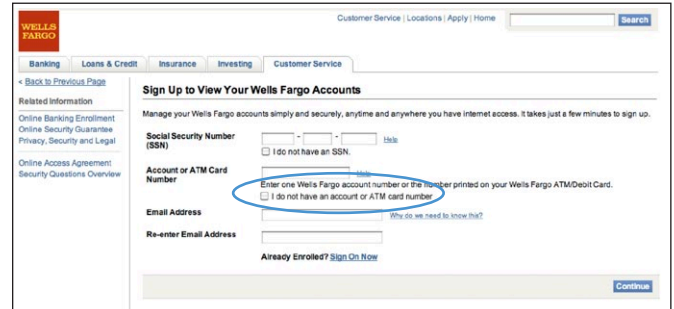 WELLS
FARGO
Customer Service | Locations | Apply | Home
Search
Banking
Loans & Credit
Insurance
Investing
Customer Service
< Back to Previous Page
Related Information
Online Banking Enrollment
Online Security Guarantee
Privacy, Security and Legal
Online Access Agreement
Security Questions Overview
Sign Up to View Your Wells Fargo Accounts
Manage your Wells Fargo accounts simply and securely, anytime and anywhere you have internet access. It takes just a few minutes to sign up.
Social Security Number
(SSN)
- -
Help
I do not have an SSN.
Account or ATM Card
Number
Help
Enter one Wells Fargo account number or the number printed on your Wells Fargo ATM/Debit Card.
I do not have an account or ATM card number
Email Address
Why do we need to know this?
Re-enter Email Address
Already Enrolled? Sign On Now
Continue